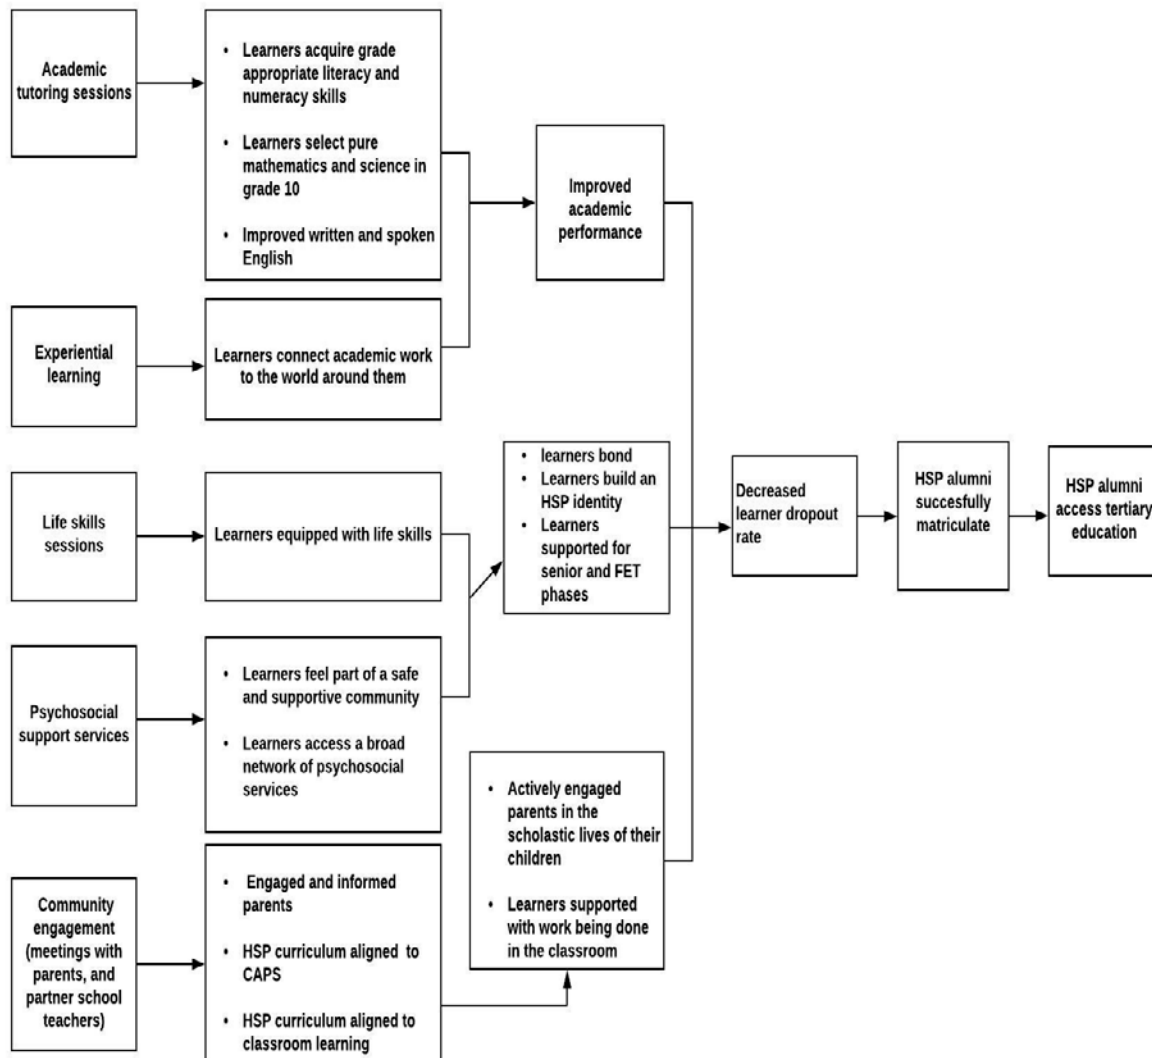 Academic
tutoring sessions
• Learners acquire grade
appropriate literacy and
numeracy skills
• Learners select pure
mathematics and science in
grade 10
• Improved written and spoken
English
Improved
academic
performance
Experiential
learning
Learners connect academic work
to the world around them
Life skills
sessions
Learners equipped with life skills
• learners bond
• Learners build an
HSP identity
• Learners
supported for
senior and FET
phases
Decreased
learner dropout
rate
HSP alumni
succesfully
matriculate
HSP alumni
access tertiary
education
Psychosocial
support services
• Learners feel part of a safe
and supportive community
• Learners access a broad
network of psychosocial
services
• Actively engaged
parents in the
scholastic lives of their
children
• Learners supported
with work being done
in the classroom
Community
engagement
(meetings with
parents, and
partner school
teachers)
• Engaged and informed
parents
• HSP curriculum aligned to
CAPS
• HSP curriculum aligned to
classroom learning